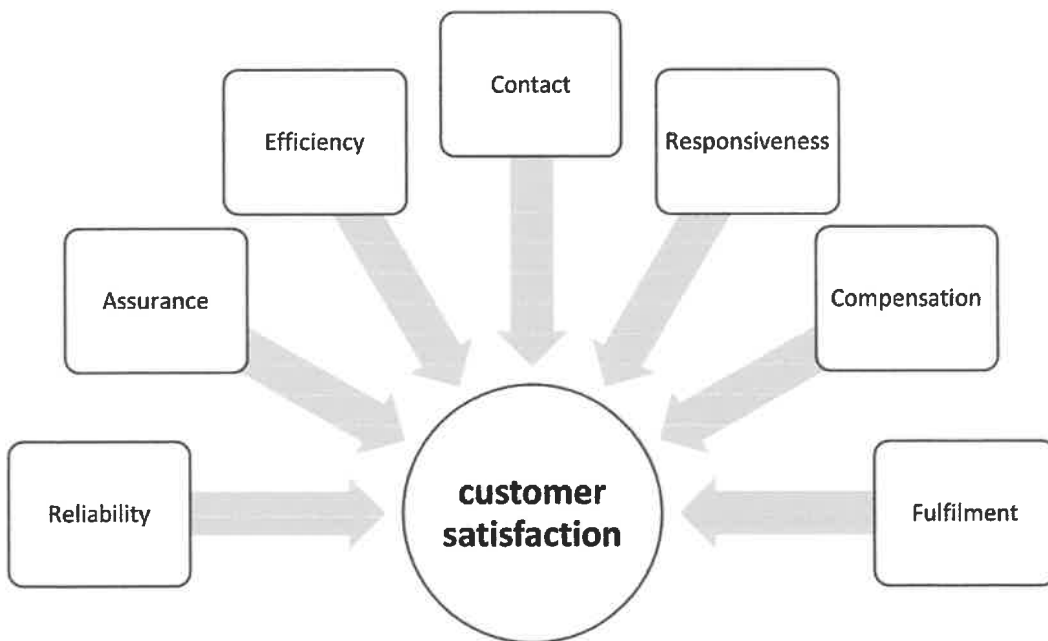 Contact
Efficiency
Responsiveness
Assurance
Compensation
customer
satisfaction
Reliability
Fulfilment